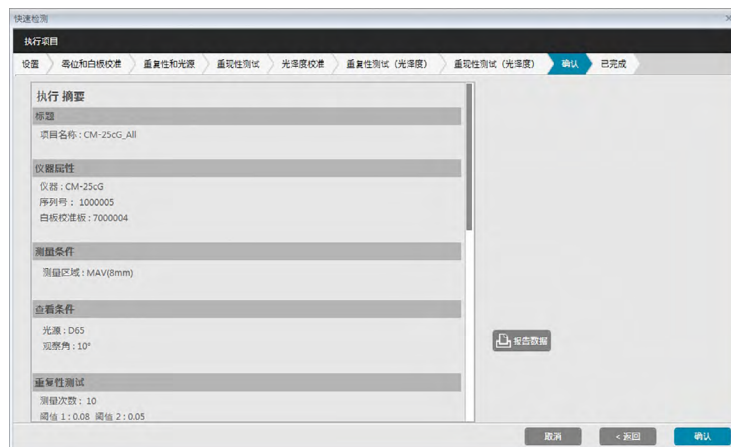 快速检测
执行项目
设置 零位和白板校准 重复性和光源 重现性测试 光泽度校准 重复性测试（光泽度） 重现性测试（光泽度） 确认 已完成
执行 摘要
标题
项目名称 : CM-25cG_All
仪器属性
仪器 : CM-25cG
序列号： 1000005
白板校准板 : 7000004
测量条件
测量区域 : MAV(8mm)
查看条件
光源 : D65
观察角 : 10°
报告数据
重复性测试
测量次数： 10
阈值 1 : 0.08 阈值 2 : 0.05
取消 < 返回 确认